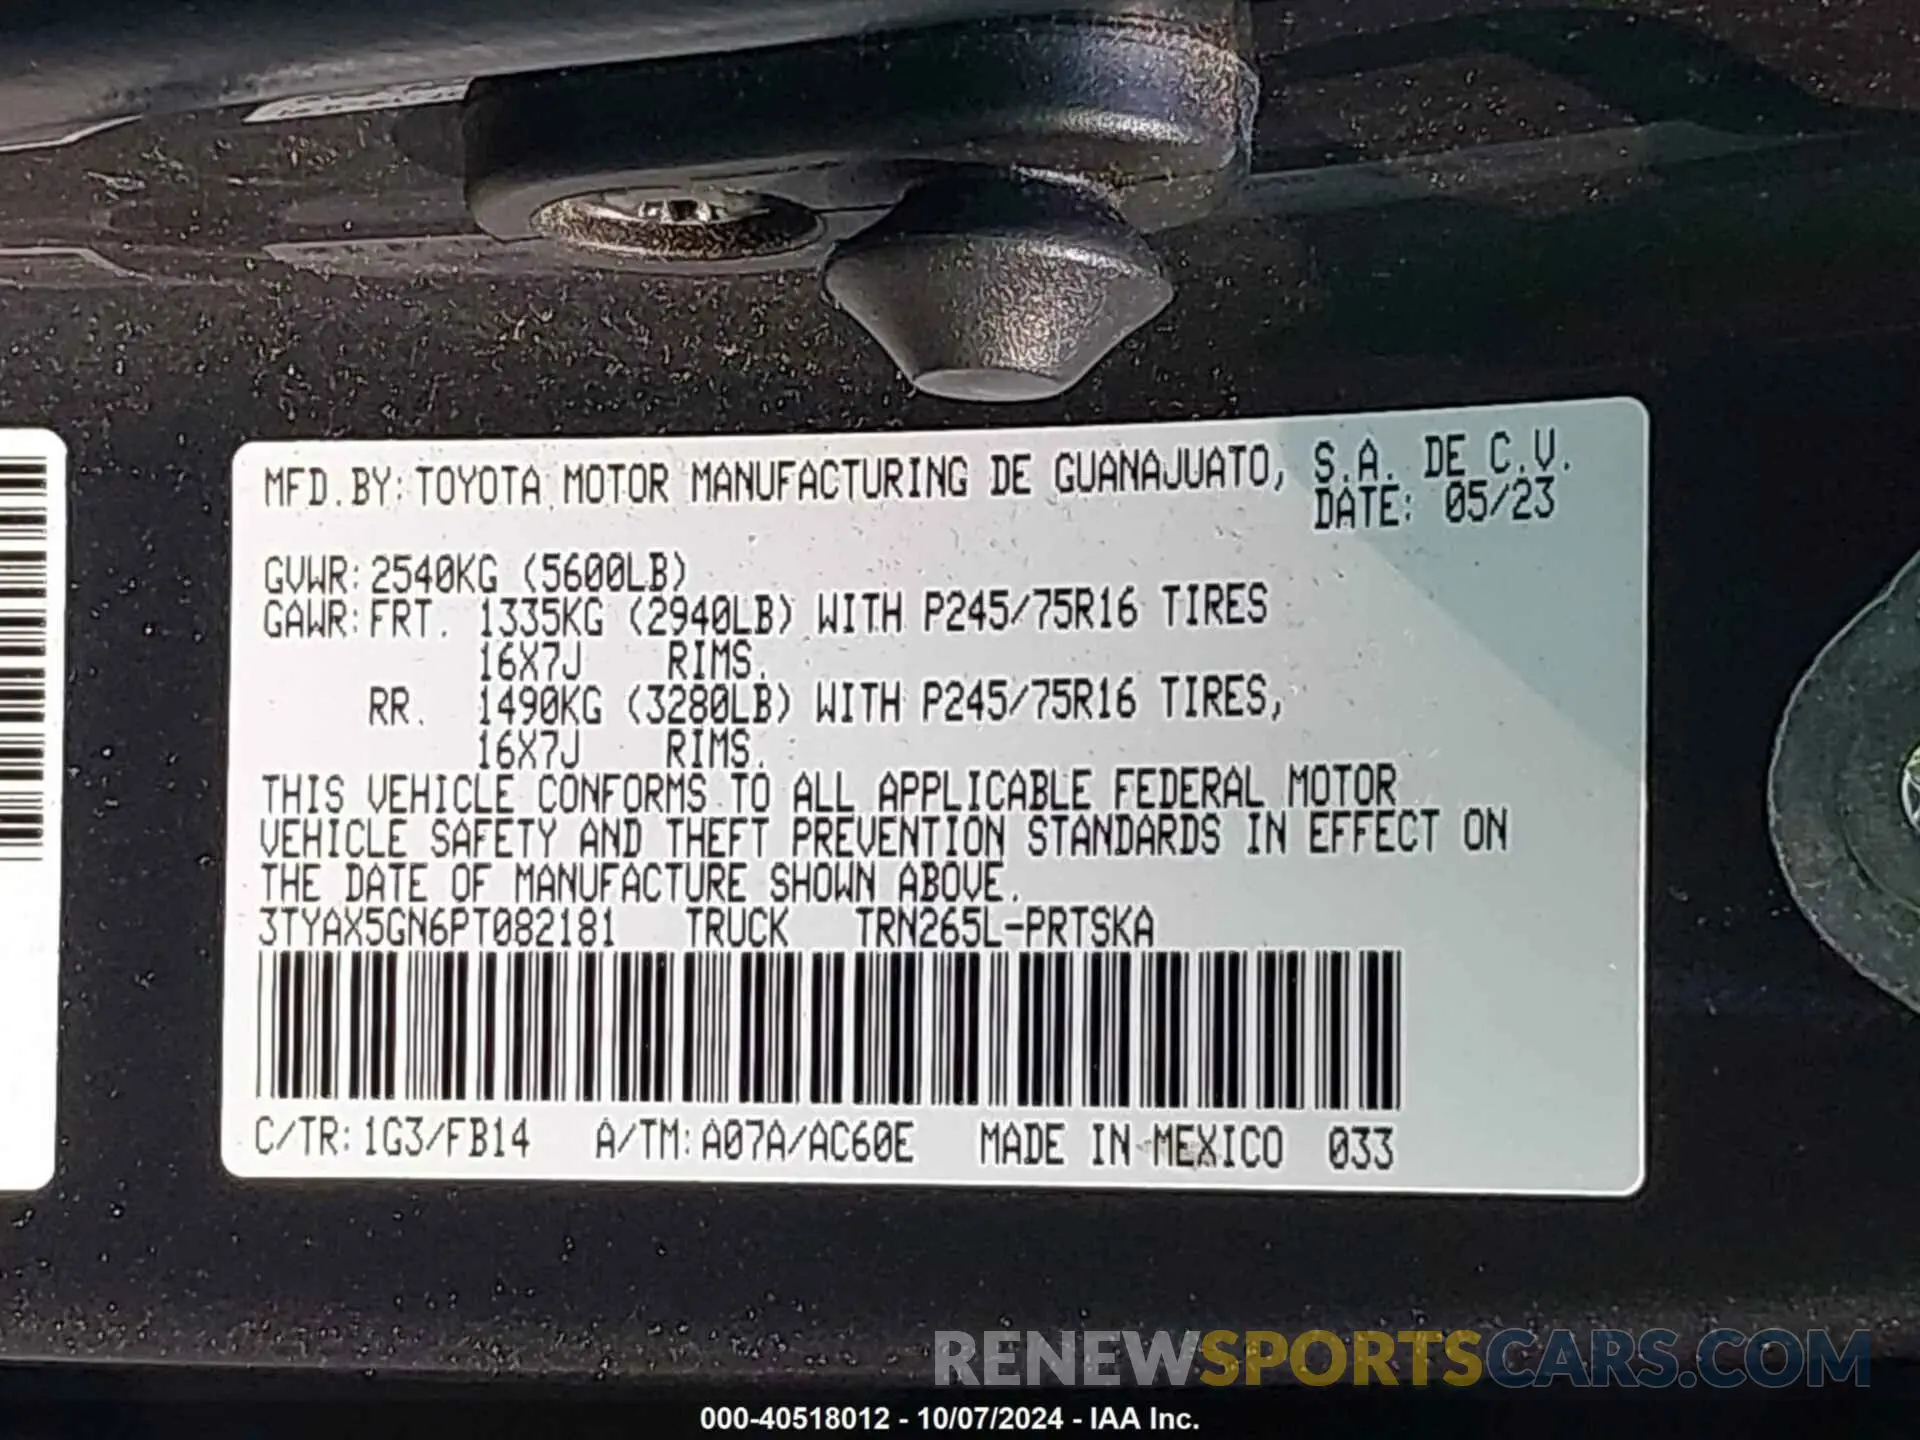 MFD.BY:TOYOTA MOTOR MANUFACTURING DE GUANAJUATO, S.A. DE C.V.
DATE: 05/23
GVWR:2540KG (5600LB)
GAWR:FRT. 1335KG (2940LB) WITH P245/75R16 TIRES
16X7J RIMS.
RR. 1490KG (3280LB) WITH P245/75R16 TIRES,
16X7J RIMS.
THIS VEHICLE CONFORMS TO ALL APPLICABLE FEDERAL MOTOR
VEHICLE SAFETY AND THEFT PREVENTION STANDARDS IN EFFECT ON
THE DATE OF MANUFACTURE SHOWN ABOVE.
3TYAX5GN6PT082181 TRUCK TRN265L-PRTSKA
C/TR:1G3/FB14 A/TM:A07A/AC60E MADE IN MEXICO 033
RENEWSPORTSCARS.COM
000-40518012 - 10/07/2024 - IAA Inc.